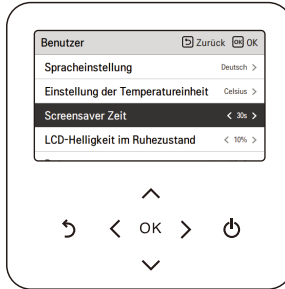 Benutzer Zurück OK OK
Spracheinstellung Deutsch >
Einstellung der Temperatureinheit Celsius >
Screensaver Zeit < 30s >
LCD-Helligkeit im Ruhezustand < 10% >
OK